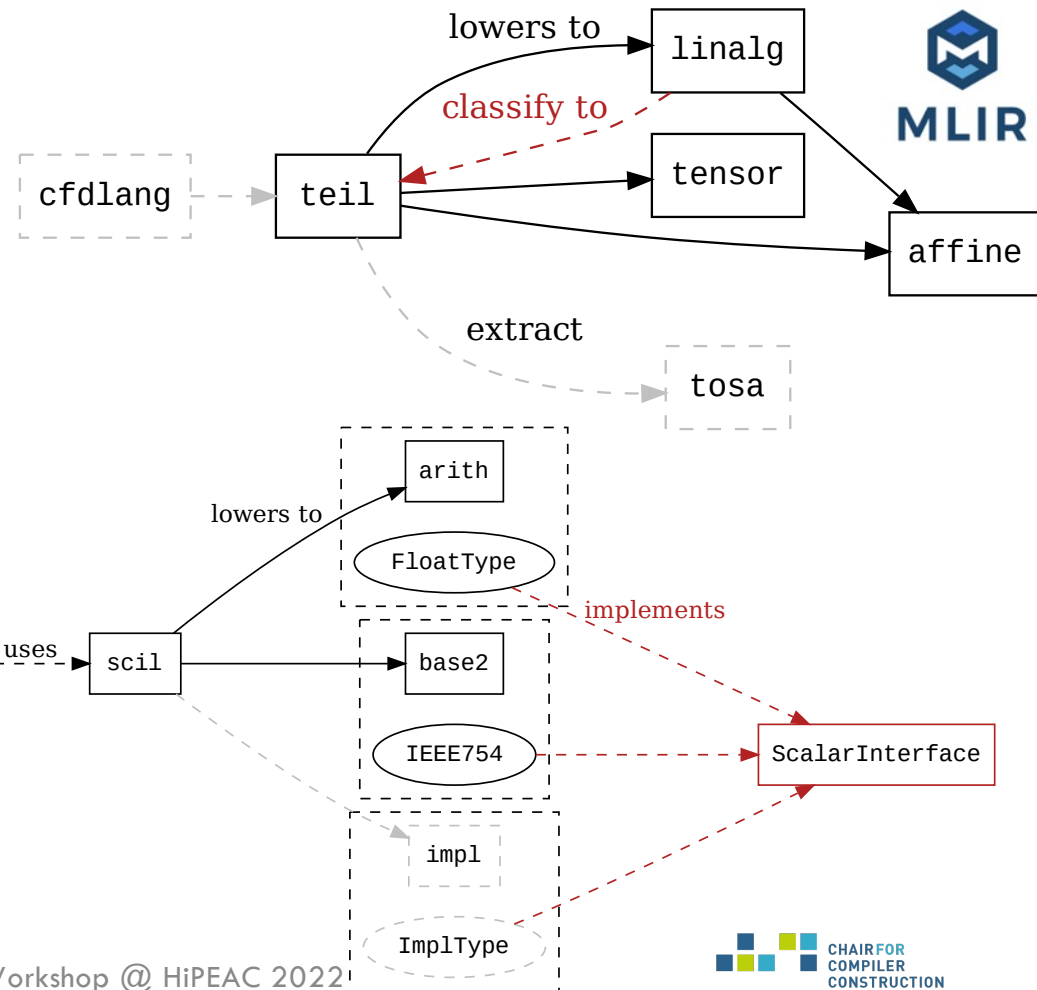 lowers to
linalg
MLIR
classify to
tensor
cfdlang
teil
affine
extract
tosa
arith
lowers to
FloatType
implements
uses
scil
base2
IEEE754
ScalarInterface
impl
ImplType
Workshop @ HiPEAC 2022
CHAIR FOR
COMPILER
CONSTRUCTION